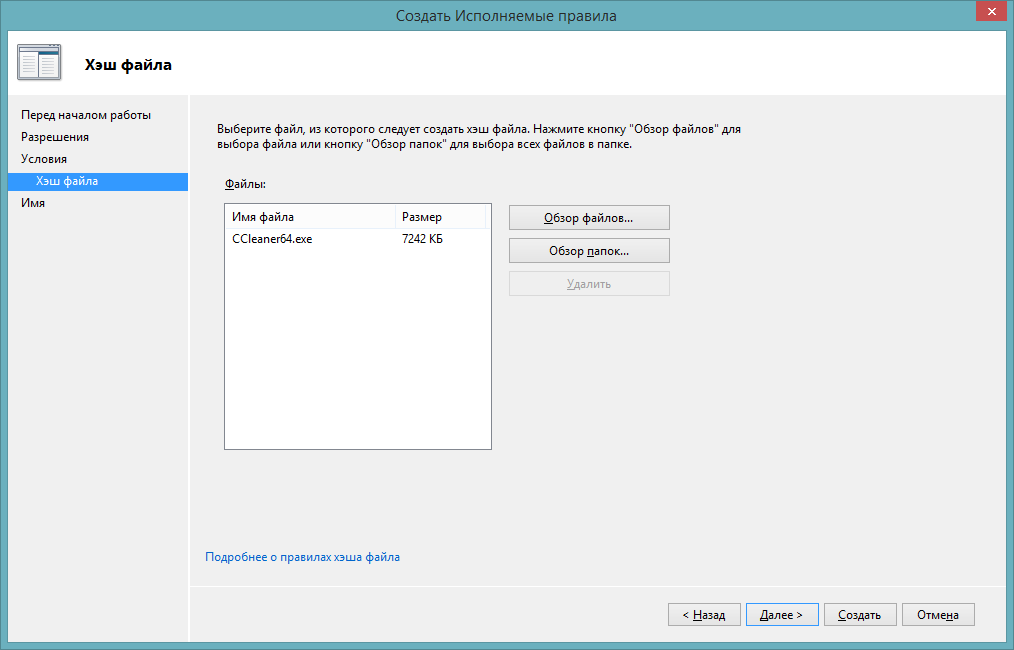 Создать Исполняемые правила
Хэш файла
Перед началом работы
Разрешения
Условия
Хэш файла
Имя
Выберите файл, из которого следует создать хэш файла. Нажмите кнопку "Обзор файлов" для
выбора файла или кнопку "Обзор папок" для выбора всех файлов в папке.
Файлы:
Имя файла Размер
CCleaner64.exe 7242 КБ
Обзор файлов...
Обзор папок...
Удалить
Подробнее о правилах хэша файла
< Назад Далее > Создать Отмена